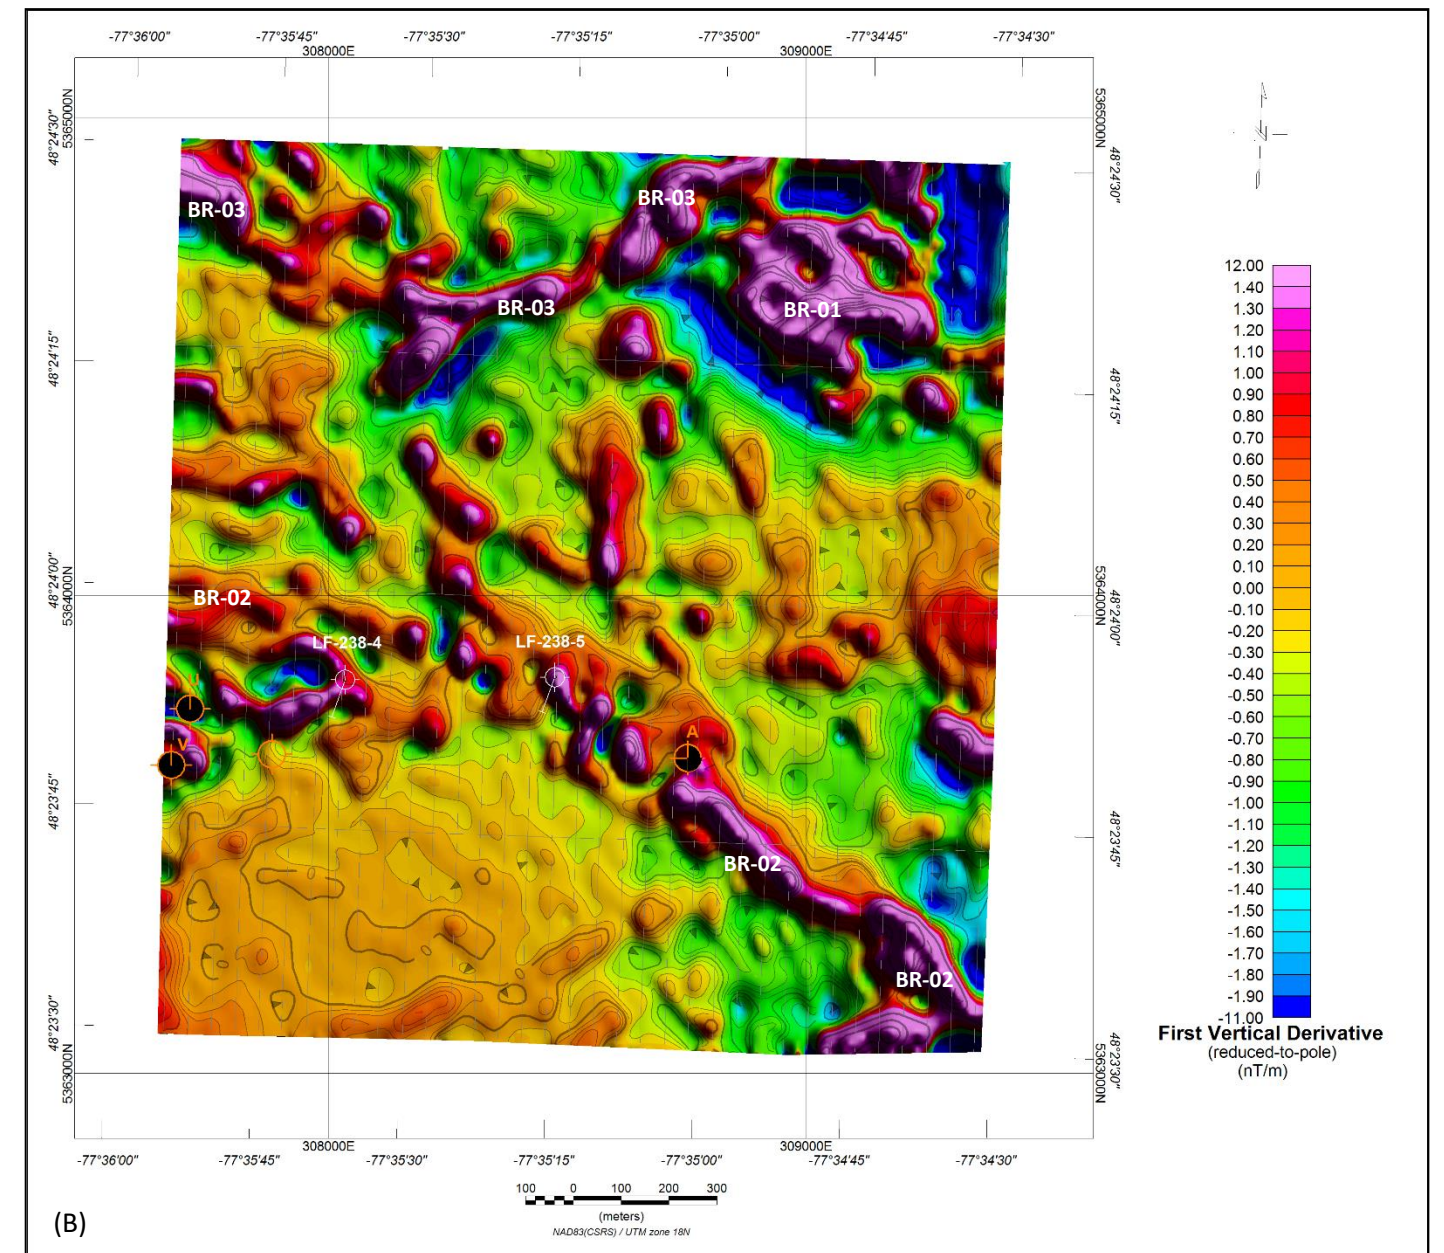 -77°36'00" -77°35'45" -77°35'30" -77°35'15" -77°35'00" -77°34'45" -77°34'30"
308000E 309000E
48°24'30"
5365000N
5365000N
48°24'30"
BR-03
BR-03
BR-03
BR-01
48°24'15"
48°24'15"
48°24'00"
5364000N
5364000N
48°24'00"
BR-02
LF-238-4
LF-238-5
U
V
A
48°23'45"
48°23'45"
BR-02
BR-02
48°23'30"
5363000N
5363000N
48°23'30"
308000E 309000E
-77°36'00" -77°35'45" -77°35'30" -77°35'15" -77°35'00" -77°34'45" -77°34'30"
N
12.00
1.40
1.30
1.20
1.10
1.00
0.90
0.80
0.70
0.60
0.50
0.40
0.30
0.20
0.10
0.00
-0.10
-0.20
-0.30
-0.40
-0.50
-0.60
-0.70
-0.80
-0.90
-1.00
-1.10
-1.20
-1.30
-1.40
-1.50
-1.60
-1.70
-1.80
-1.90
-11.00
First Vertical Derivative
(reduced-to-pole)
(nT/m)
100 0 100 200 300
(meters)
NAD83(CSRS) / UTM zone 18N
(B)